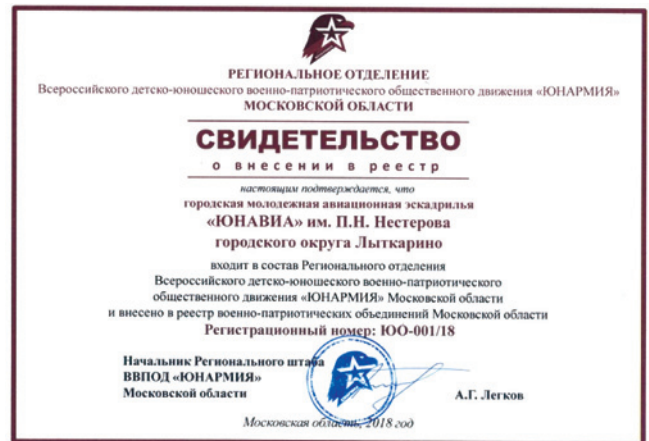 РЕГИОНАЛЬНОЕ ОТДЕЛЕНИЕ
Всероссийского детско-юношеского военно-патриотического общественного движения «ЮНАРМИЯ»
МОСКОВСКОЙ ОБЛАСТИ
СВИДЕТЕЛЬСТВО
о внесении в реестр
настоящим подтверждается, что
городская молодежная авиационная эскадрилья
«ЮНАВИА» им. П.Н. Нестерова
городского округа Лыткарино
входит в состав Регионального отделения
Всероссийского детско-юношеского военно-патриотического
общественного движения «ЮНАРМИЯ» Московской области
и внесено в реестр военно-патриотических объединений Московской области
Регистрационный номер: ЮО-001/18
Начальник Регионального штаба
ВВПОД «ЮНАРМИЯ»
Московской области А.Г. Легков
Московская область, 2018 год